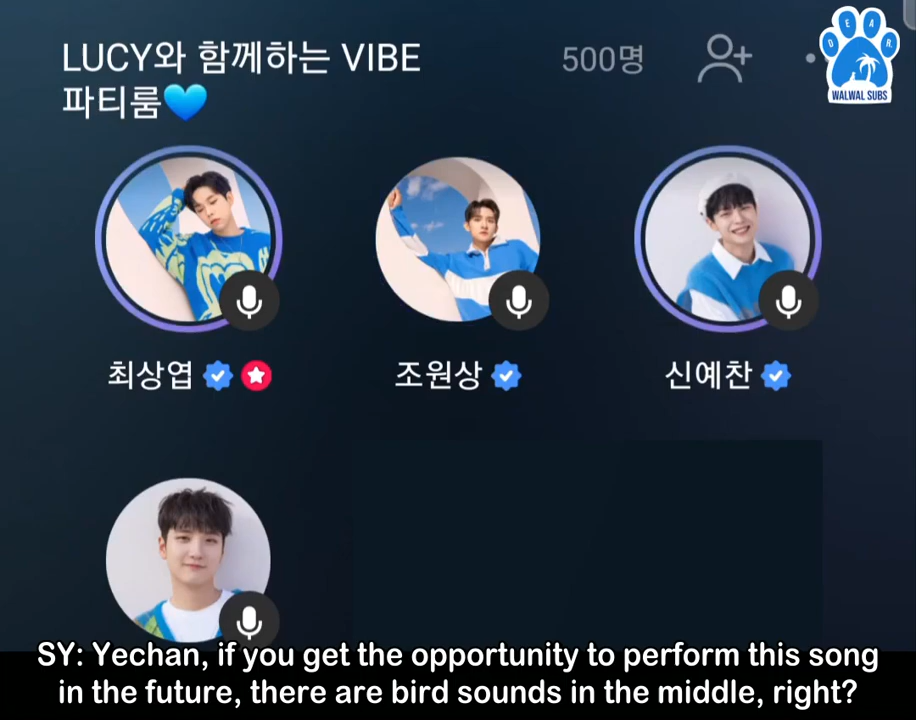 LUCY와 함께하는 VIBE
파티룸💙
500명
DEAR.
WALWAL SUBS
최상엽
조원상
신예찬
SY: Yechan, if you get the opportunity to perform this song
in the future, there are bird sounds in the middle, right?